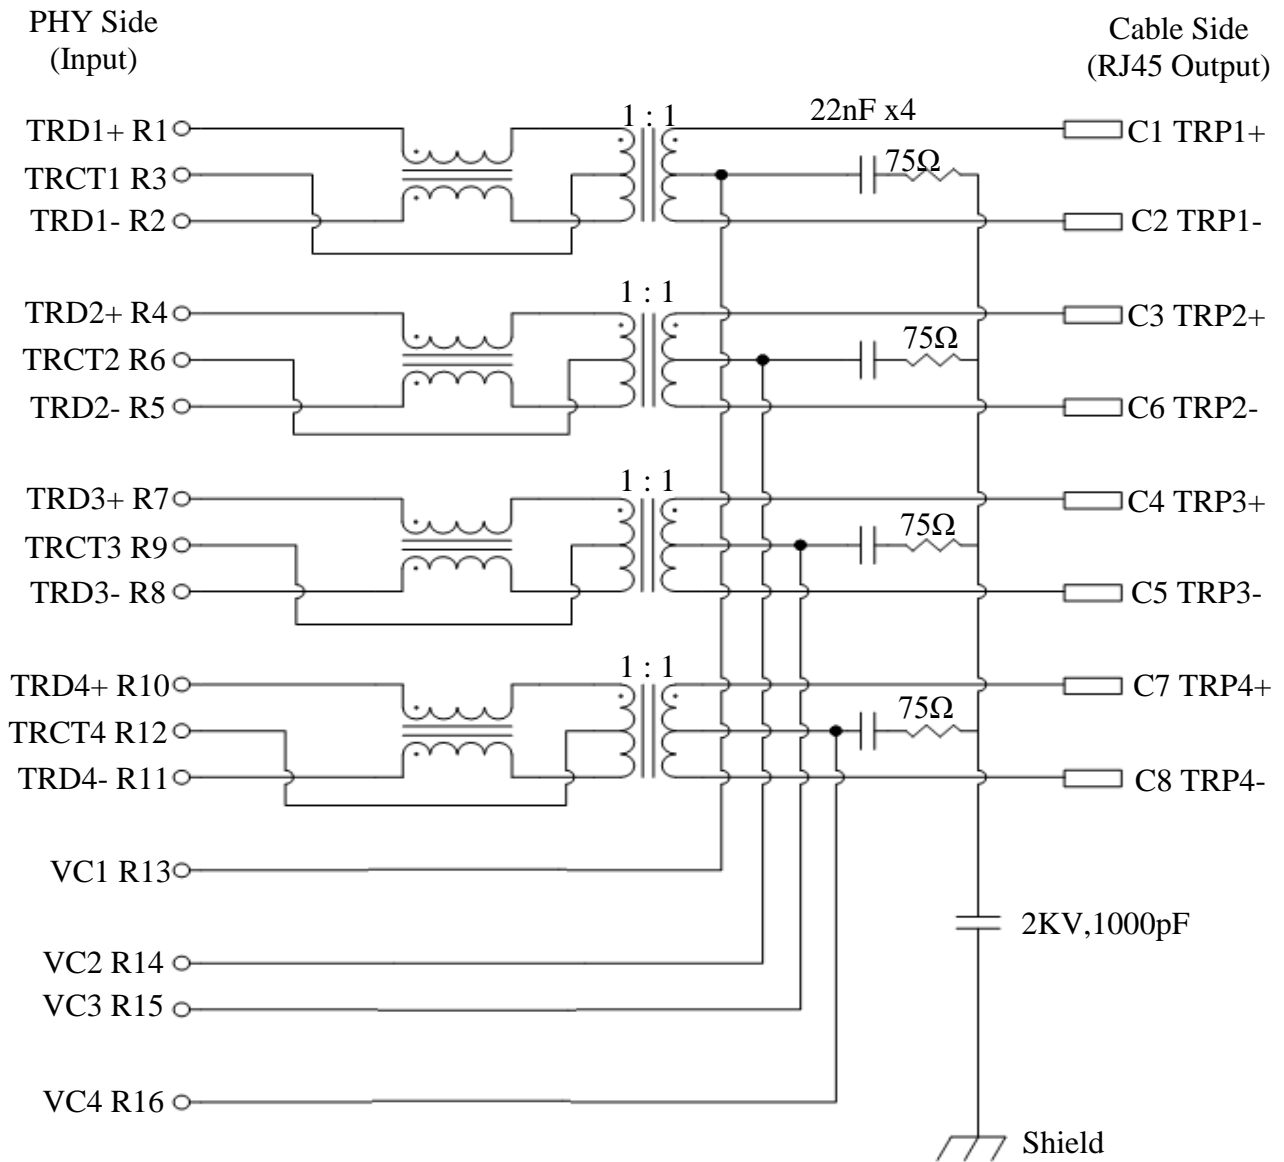 PHY Side
(Input)
Cable Side
(RJ45 Output)
1 : 1
22nF x4
TRD1+ R1
C1 TRP1+
75Ω
TRCT1 R3
TRD1- R2
C2 TRP1-
1 : 1
TRD2+ R4
C3 TRP2+
75Ω
TRCT2 R6
TRD2- R5
C6 TRP2-
1 : 1
TRD3+ R7
C4 TRP3+
75Ω
TRCT3 R9
TRD3- R8
C5 TRP3-
1 : 1
TRD4+ R10
C7 TRP4+
75Ω
TRCT4 R12
TRD4- R11
C8 TRP4-
VC1 R13
2KV,1000pF
VC2 R14
VC3 R15
VC4 R16
Shield